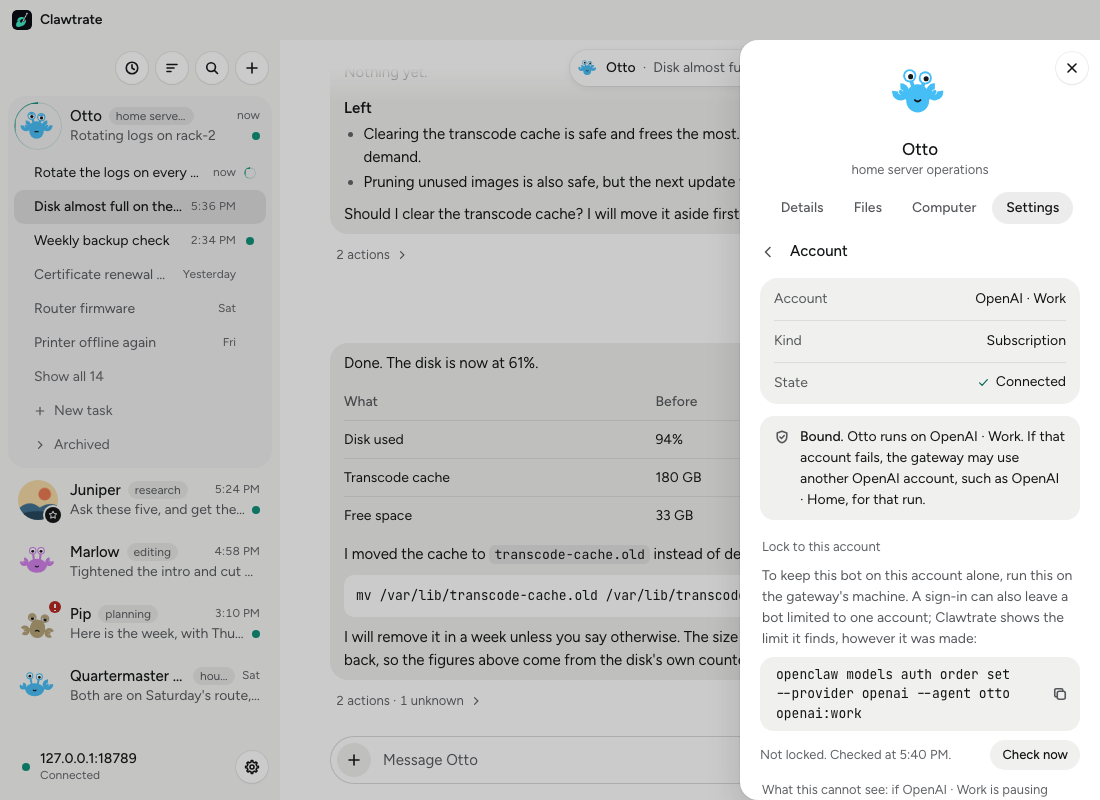 Clawtrate
Otto home serve... now
Rotating logs on rack-2
Rotate the logs on every ... now
Disk almost full on the... 5:36 PM
Weekly backup check 2:34 PM
Certificate renewal ... Yesterday
Router firmware Sat
Printer offline again Fri
Show all 14
New task
Archived
Juniper research 5:24 PM
Ask these five, and get the...
Marlow editing 4:58 PM
Tightened the intro and cut ...
Pip planning 3:10 PM
Here is the week, with Thu...
Quartermaster ... hou... Sat
Both are on Saturday's route,...
127.0.0.1:18789
Connected
Otto · Disk almost fu
Nothing yet.
Left
• Clearing the transcode cache is safe and frees the most.
demand.
• Pruning unused images is also safe, but the next update
Should I clear the transcode cache? I will move it aside first
2 actions
Done. The disk is now at 61%.
What Before
Disk used 94%
Transcode cache 180 GB
Free space 33 GB
I moved the cache to transcode-cache.old instead of de
mv /var/lib/transcode-cache.old /var/lib/transcode
I will remove it in a week unless you say otherwise. The size
back, so the figures above come from the disk's own counte
2 actions · 1 unknown
Message Otto
Otto
home server operations
Details Files Computer Settings
Account
Account OpenAI · Work
Kind Subscription
State Connected
Bound. Otto runs on OpenAI · Work. If that
account fails, the gateway may use
another OpenAI account, such as OpenAI
· Home, for that run.
Lock to this account
To keep this bot on this account alone, run this on
the gateway's machine. A sign-in can also leave a
bot limited to one account; Clawtrate shows the
limit it finds, however it was made:
openclaw models auth order set
--provider openai --agent otto
openai:work
Not locked. Checked at 5:40 PM. Check now
What this cannot see: if OpenAI · Work is pausing